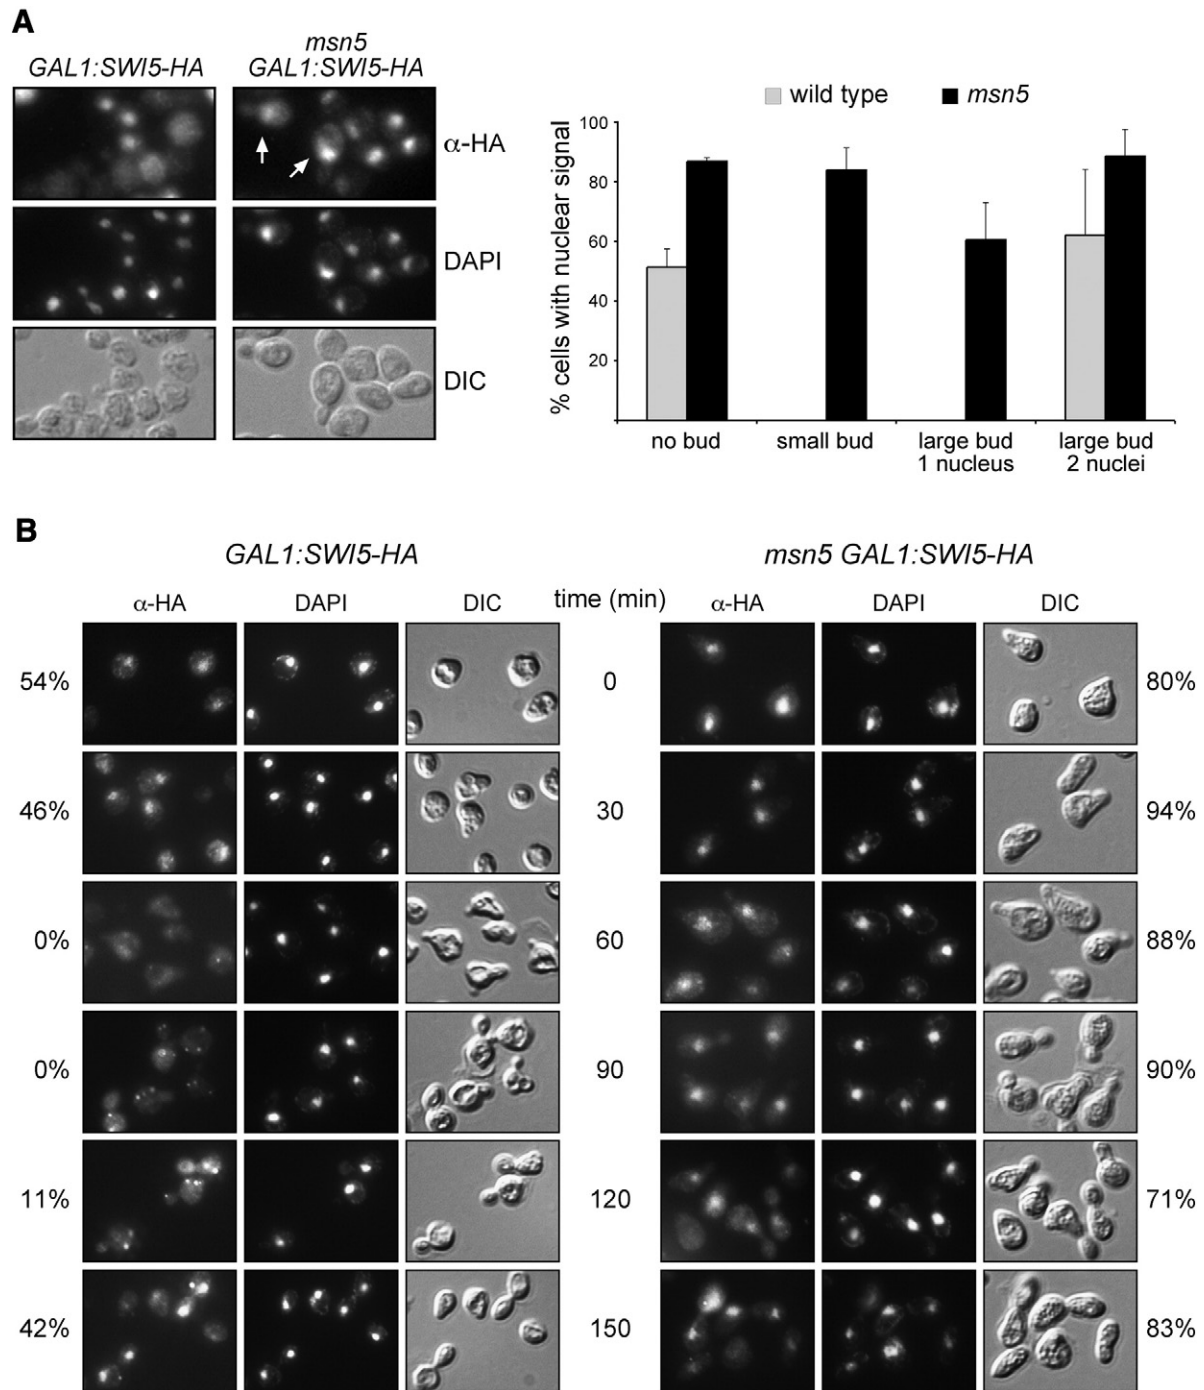 A
GAL1:SWI5-HA
msn5
GAL1:SWI5-HA
α-HA
DAPI
DIC
wild type
msn5
% cells with nuclear signal
100
80
60
40
20
no bud
small bud
large bud
1 nucleus
large bud
2 nuclei
B
GAL1:SWI5-HA
msn5 GAL1:SWI5-HA
α-HA DAPI DIC time (min) α-HA DAPI DIC
54% 0 80%
46% 30 94%
0% 60 88%
0% 90 90%
11% 120 71%
42% 150 83%